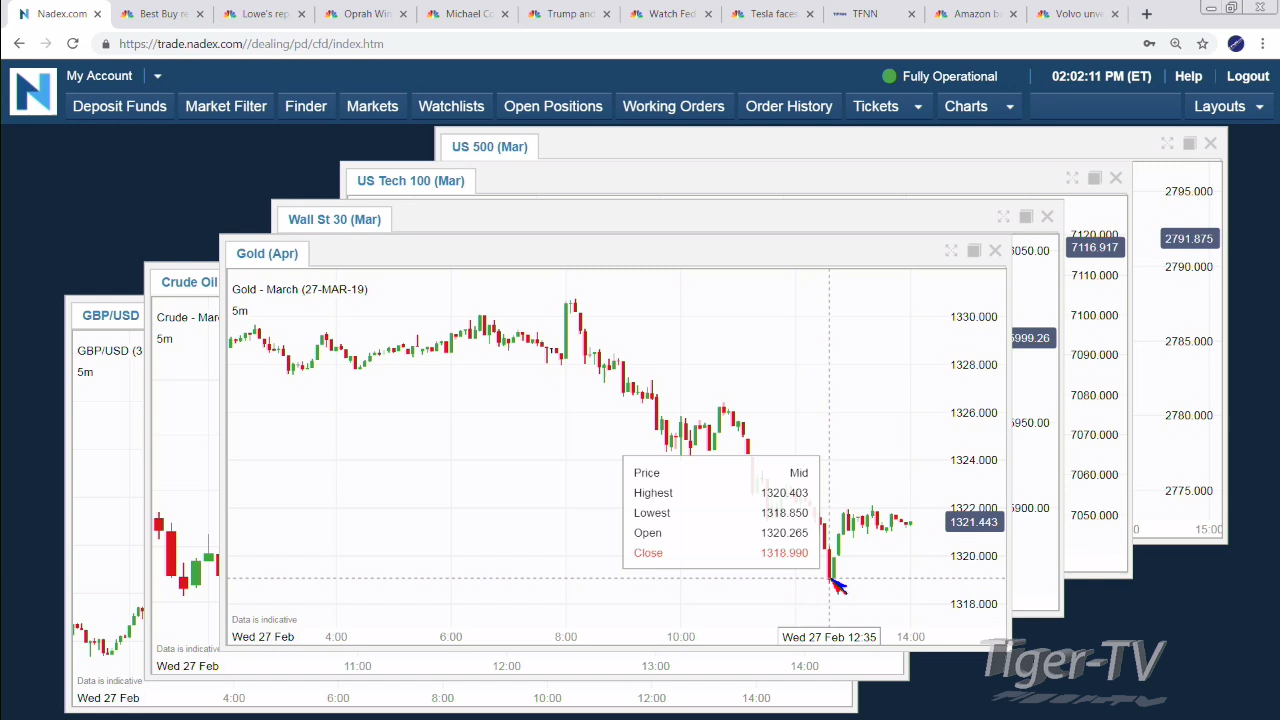 Nadex.com
Best Buy re
Lowe's rep
Oprah Win
Michael Co
Trump and
Watch Fed
Tesla faces
TFNN
Amazon ba
Volvo unve
https://trade.nadex.com//dealing/pd/cfd/index.htm
N
My Account
Fully Operational
02:02:11 PM (ET)
Help
Logout
Deposit Funds
Market Filter
Finder
Markets
Watchlists
Open Positions
Working Orders
Order History
Tickets
Charts
Layouts
US 500 (Mar)
2795.000
2791.875
2790.000
2785.000
2780.000
2775.000
15:00
US Tech 100 (Mar)
7120.000
7116.917
7110.000
7100.000
7090.000
7080.000
7070.000
7060.000
7050.000
Wall St 30 (Mar)
6050.00
5999.26
5950.00
5900.00
Gold (Apr)
Gold - March (27-MAR-19)
5m
1330.000
1328.000
1326.000
1324.000
1322.000
1321.443
1320.000
1318.000
Price Mid
Highest 1320.403
Lowest 1318.850
Open 1320.265
Close 1318.990
Data is indicative
Wed 27 Feb
4:00
6:00
8:00
10:00
Wed 27 Feb 12:35
14:00
Crude Oil
Crude - Marc
5m
Data is indicative
Wed 27 Feb
11:00
12:00
13:00
14:00
GBP/USD
GBP/USD (3
5m
Data is indicative
Wed 27 Feb
4:00
6:00
8:00
10:00
12:00
14:00
Tiger-TV